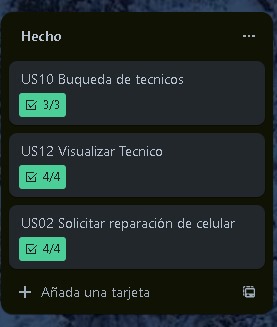 Hecho
US10 Buqueda de tecnicos
3/3
US12 Visualizar Tecnico
4/4
US02 Solicitar reparación de celular
4/4
Añada una tarjeta